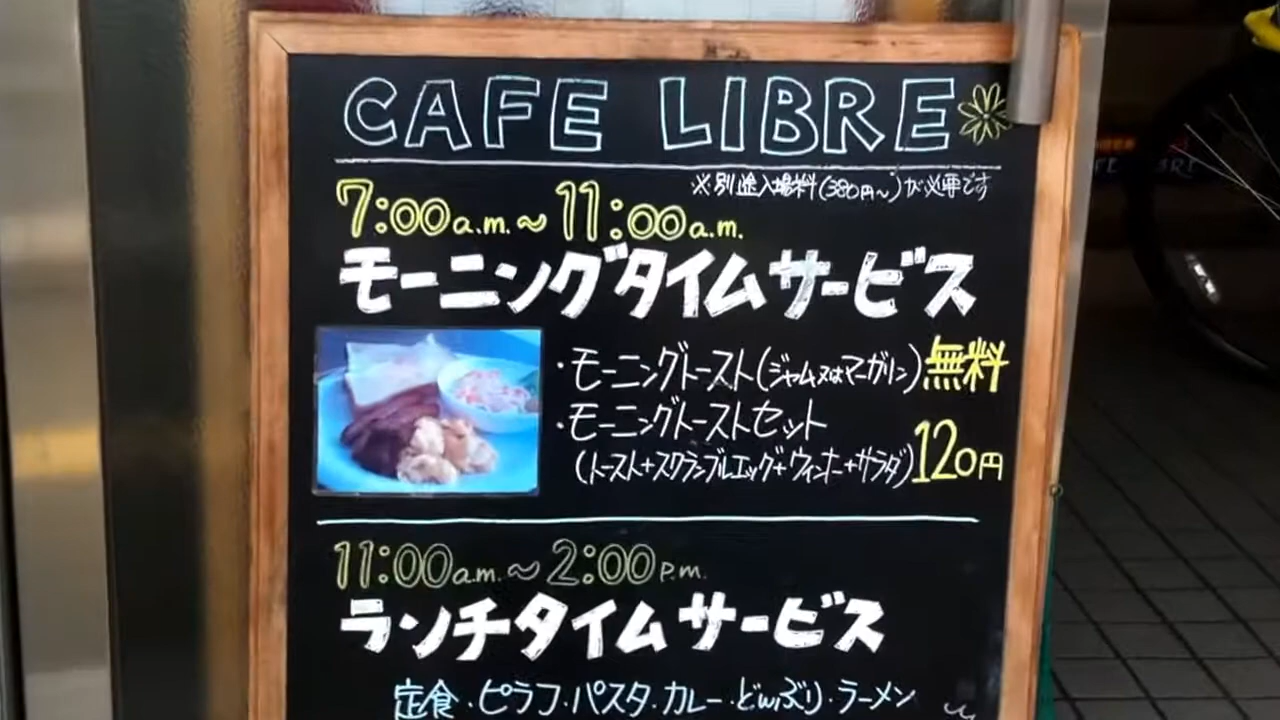 CAFE LIBRE
※別途入場料(380円〜)が必要です
7:00a.m.〜11:00a.m.
モーニングタイムサービス
・モーニングトースト(ジャム又はマーガリン)無料
・モーニングトーストセット
(トースト+スクランブルエッグ+ウィンナー+サラダ)120円
11:00a.m.〜2:00P.m.
ランチタイムサービス
定食・ピラフ・パスタ・カレー・どんぶり・ラーメン